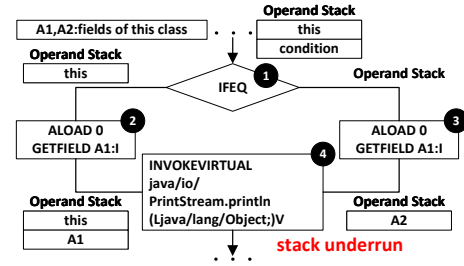 Operand Stack
A1,A2:fields of this class
. . .
this
condition
Operand Stack
this
1
IFEQ
Operand Stack
2
ALOAD 0
GETFIELD A1:I
3
ALOAD 0
GETFIELD A1:I
4
INVOKEVIRTUAL
java/io/
PrintStream.println
(Ljava/lang/Object;)V
Operand Stack
this
A1
Operand Stack
A2
stack underrun
. . .